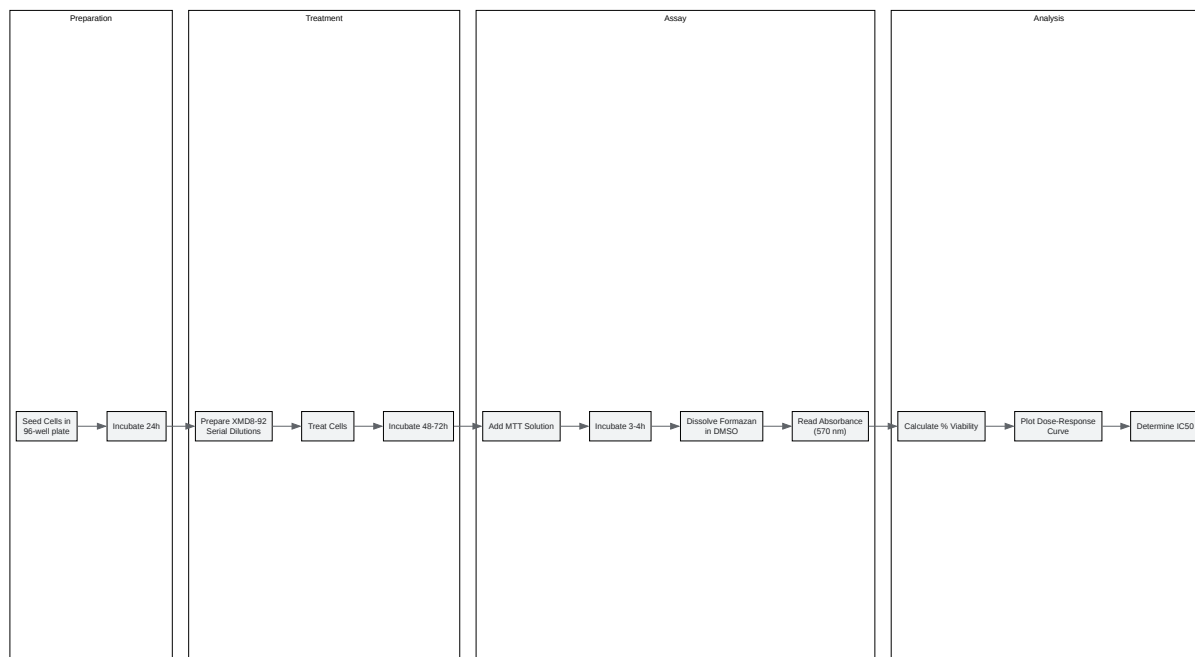 Preparation
Treatment
Assay
Analysis
Seed Cells in
96-well plate
Incubate 24h
Prepare XMD8-92
Serial Dilutions
Treat Cells
Incubate 48-72h
Add MTT Solution
Incubate 3-4h
Dissolve Formazan
in DMSO
Read Absorbance
(570 nm)
Calculate % Viability
Plot Dose-Response
Curve
Determine IC50